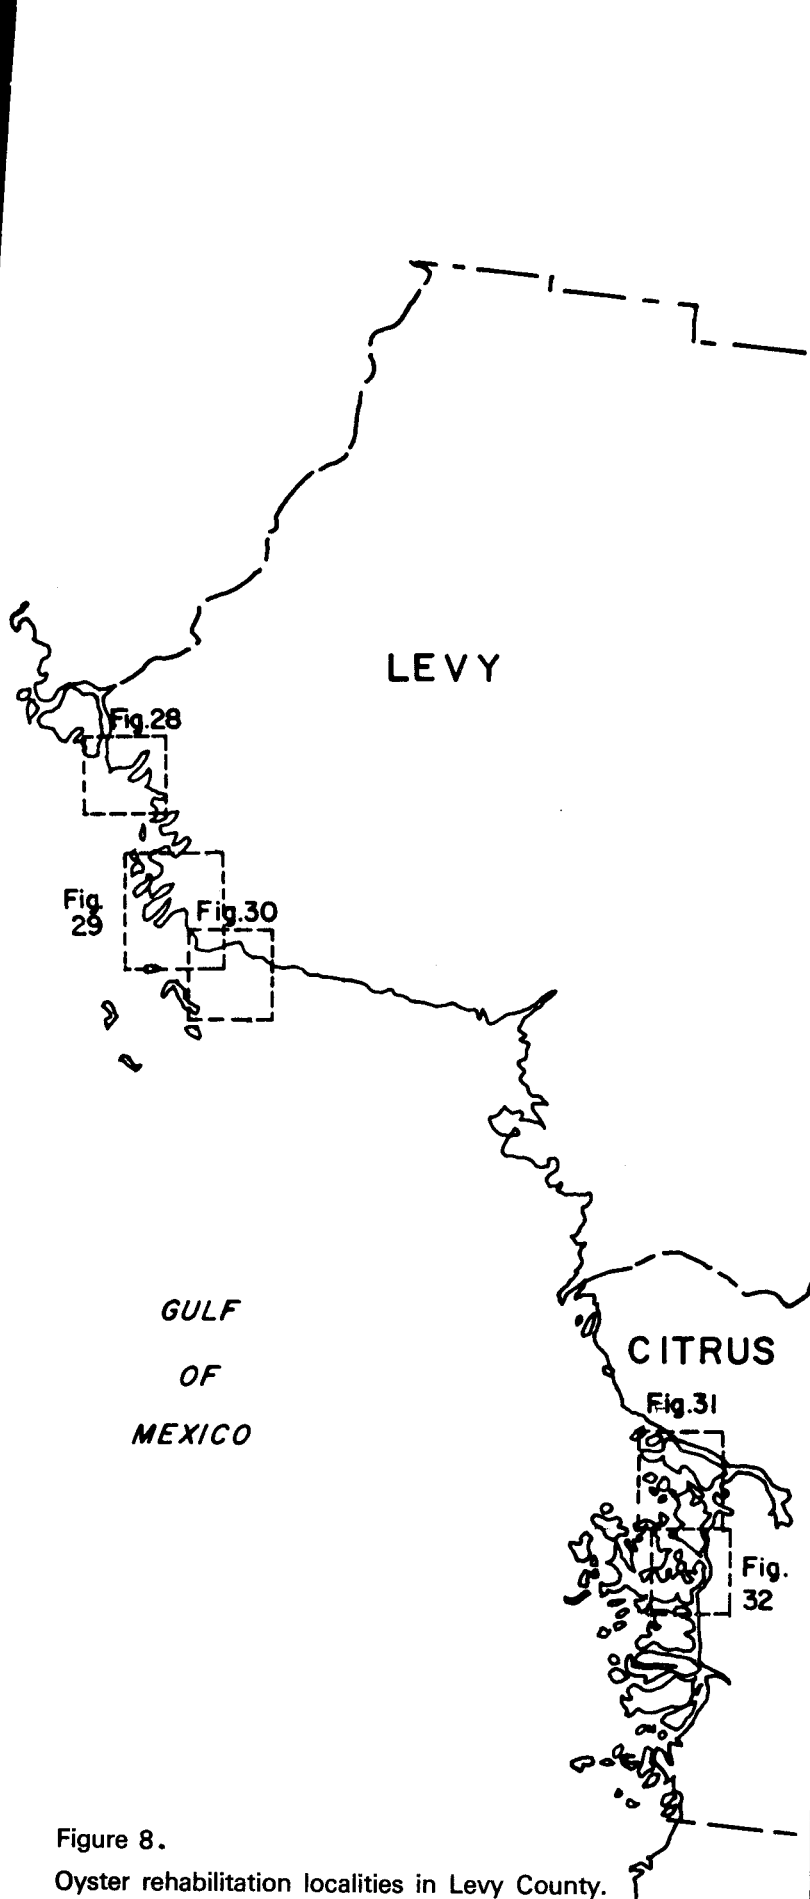 LEVY
Fig.28
Fig.
29
Fig.30
GULF
OF
MEXICO
CITRUS
Fig.31
Fig.
32
Figure 8.
Oyster rehabilitation localities in Levy County.